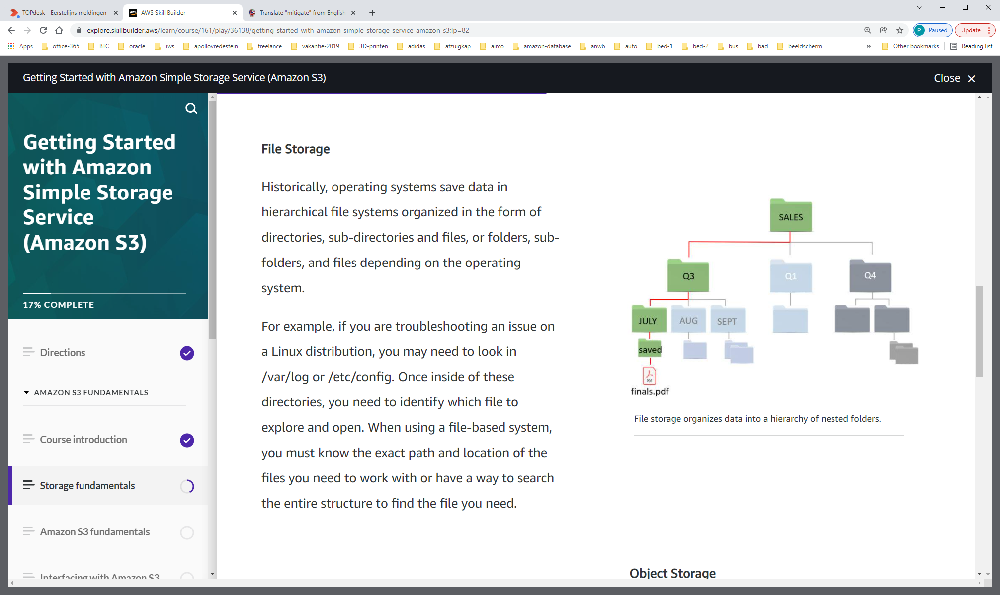 TOPdesk - Eerstelijns meldingen
AWS Skill Builder
Translate "mitigate" from English
explore.skillbuilder.aws/learn/course/161/play/36138/getting-started-with-amazon-simple-storage-service-amazon-s3;lp=82
P Paused
Update
Apps office-365 BTC oracle rws apollovredestein freelance vakantie-2019 3D-printen adidas afzuigkap airco amazon-database anwb auto bed-1 bed-2 bus bad beeldscherm » Other bookmarks Reading list
Getting Started with Amazon Simple Storage Service (Amazon S3)
Close
Getting Started
with Amazon
Simple Storage
Service
(Amazon S3)
17% COMPLETE
Directions
AMAZON S3 FUNDAMENTALS
Course introduction
Storage fundamentals
Amazon S3 fundamentals
Interfacing with Amazon S3
File Storage
Historically, operating systems save data in
hierarchical file systems organized in the form of
directories, sub-directories and files, or folders, sub-
folders, and files depending on the operating
system.
For example, if you are troubleshooting an issue on
a Linux distribution, you may need to look in
/var/log or /etc/config. Once inside of these
directories, you need to identify which file to
explore and open. When using a file-based system,
you must know the exact path and location of the
files you need to work with or have a way to search
the entire structure to find the file you need.
SALES
Q3 Q1 Q4
JULY AUG SEPT
saved
PDF
finals.pdf
File storage organizes data into a hierarchy of nested folders.
Object Storage